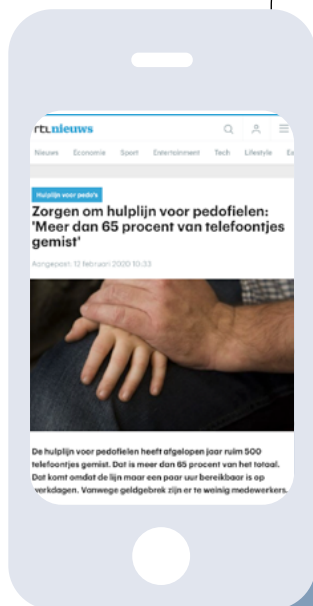 rtl nieuws
Nieuws Economie Sport Entertainment Tech Lifestyle
Hulplijn voor pedo's
Zorgen om hulplijn voor pedofielen:
'Meer dan 65 procent van telefoontjes
gemist'
Aangepast: 12 februari 2020 10:33
De hulplijn voor pedofielen heeft afgelopen jaar ruim 500
telefoontjes gemist. Dat is meer dan 65 procent van het totaal.
Dat komt omdat de lijn maar een paar uur bereikbaar is op
werkdagen. Vanwege geldgebrek zijn er te weinig medewerkers.